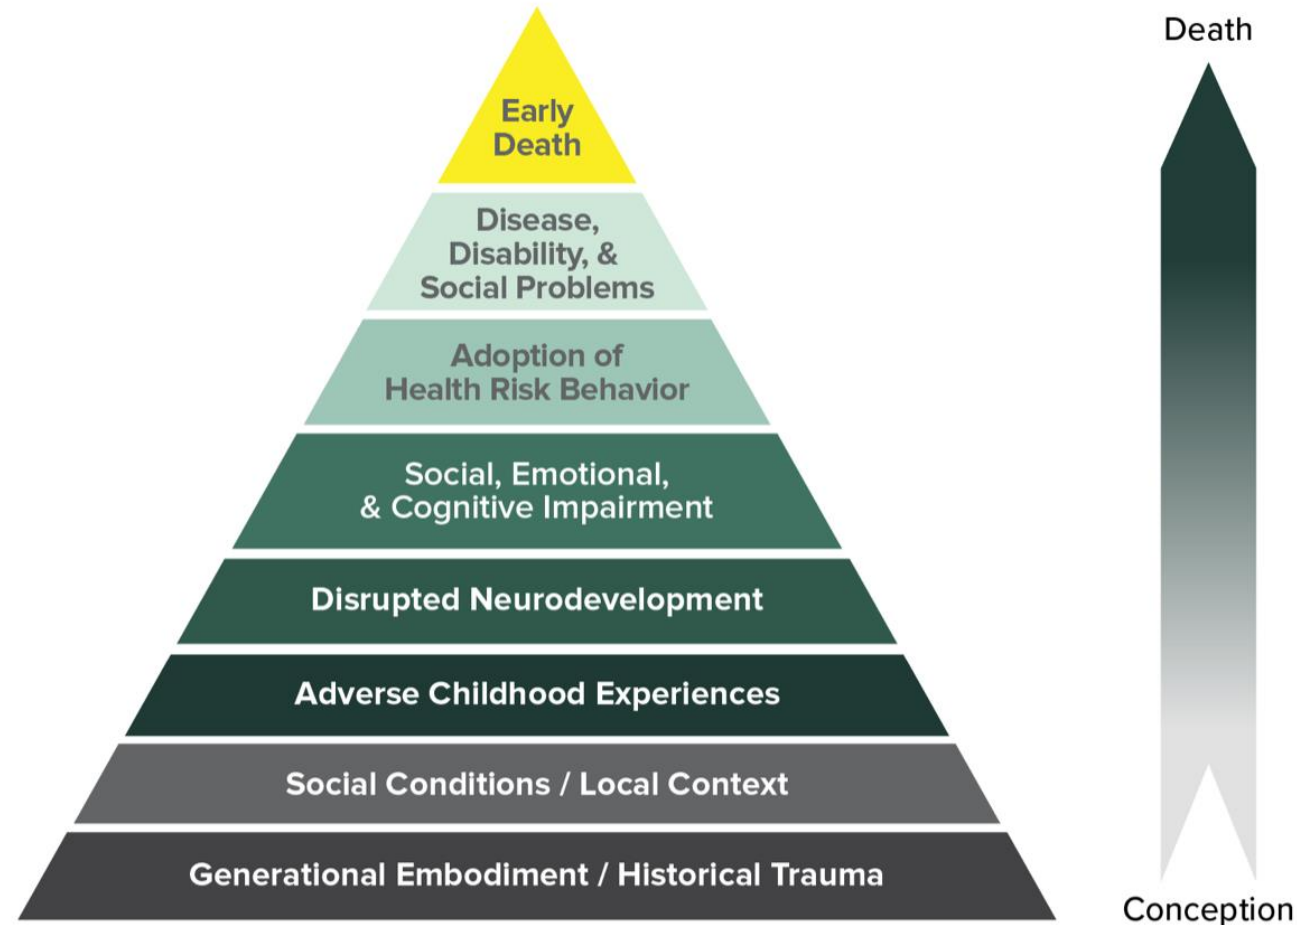 Early
Death
Disease,
Disability, &
Social Problems
Adoption of
Health Risk Behavior
Social, Emotional,
& Cognitive Impairment
Disrupted Neurodevelopment
Adverse Childhood Experiences
Social Conditions / Local Context
Generational Embodiment / Historical Trauma
Death
Conception